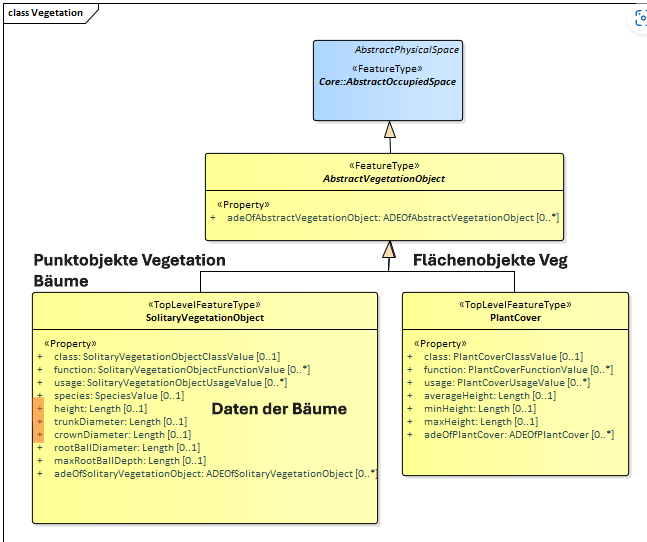 class Vegetation
AbstractPhysicalSpace
«FeatureType»
Core::AbstractOccupiedSpace
«FeatureType»
AbstractVegetationObject
«Property»
+ adeOfAbstractVegetationObject: ADEOfAbstractVegetationObject [0..*]
Punktobjekte Vegetation
Bäume
Flächenobjekte Veg
«TopLevelFeatureType»
SolitaryVegetationObject
«Property»
+ class: SolitaryVegetationObjectClassValue [0..1]
+ function: SolitaryVegetationObjectFunctionValue [0..*]
+ usage: SolitaryVegetationObjectUsageValue [0..*]
+ species: SpeciesValue [0..1]
+ height: Length [0..1]
+ trunkDiameter: Length [0..1]
+ crownDiameter: Length [0..1]
+ rootBallDiameter: Length [0..1]
+ maxRootBallDepth: Length [0..1]
+ adeOfSolitaryVegetationObject: ADEOfSolitaryVegetationObject [0..*]
Daten der Bäume
«TopLevelFeatureType»
PlantCover
«Property»
+ class: PlantCoverClassValue [0..1]
+ function: PlantCoverFunctionValue [0..*]
+ usage: PlantCoverUsageValue [0..*]
+ averageHeight: Length [0..1]
+ minHeight: Length [0..1]
+ maxHeight: Length [0..1]
+ adeOfPlantCover: ADEOfPlantCover [0..*]